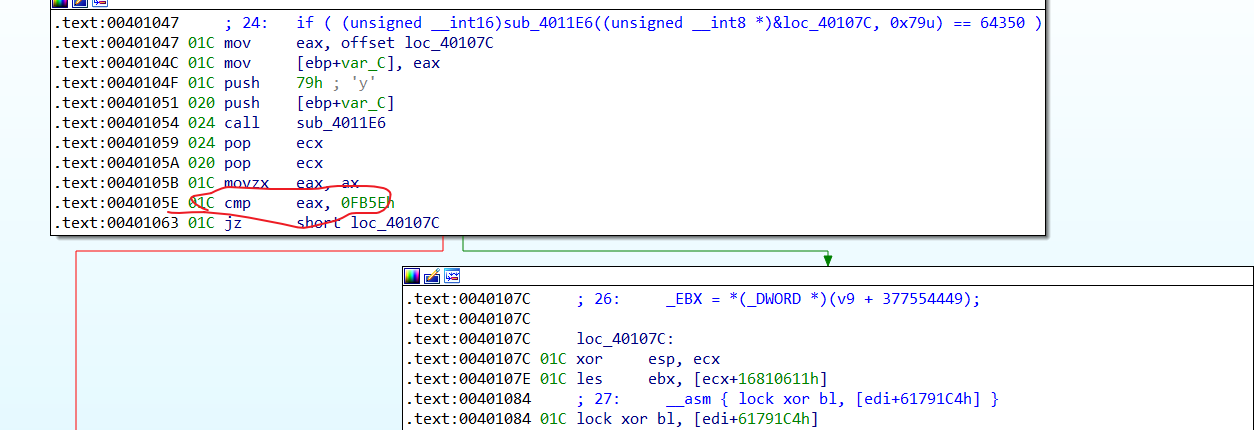 .text:00401047 ; 24: if ( (unsigned __int16)sub_4011E6((unsigned __int8 *)&loc_40107C, 0x79u) == 64350 )
.text:00401047 01C mov eax, offset loc_40107C
.text:0040104C 01C mov [ebp+var_C], eax
.text:0040104F 01C push 79h ; 'y'
.text:00401051 020 push [ebp+var_C]
.text:00401054 024 call sub_4011E6
.text:00401059 024 pop ecx
.text:0040105A 020 pop ecx
.text:0040105B 01C movzx eax, ax
.text:0040105E 01C cmp eax, 0FB5Eh
.text:00401063 01C jz short loc_40107C
.text:0040107C ; 26: _EBX = *(_DWORD *)(v9 + 377554449);
.text:0040107C
.text:0040107C loc_40107C:
.text:0040107C 01C xor esp, ecx
.text:0040107E 01C les ebx, [ecx+16810611h]
.text:00401084 ; 27: __asm { lock xor bl, [edi+61791C4h] }
.text:00401084 01C lock xor bl, [edi+61791C4h]